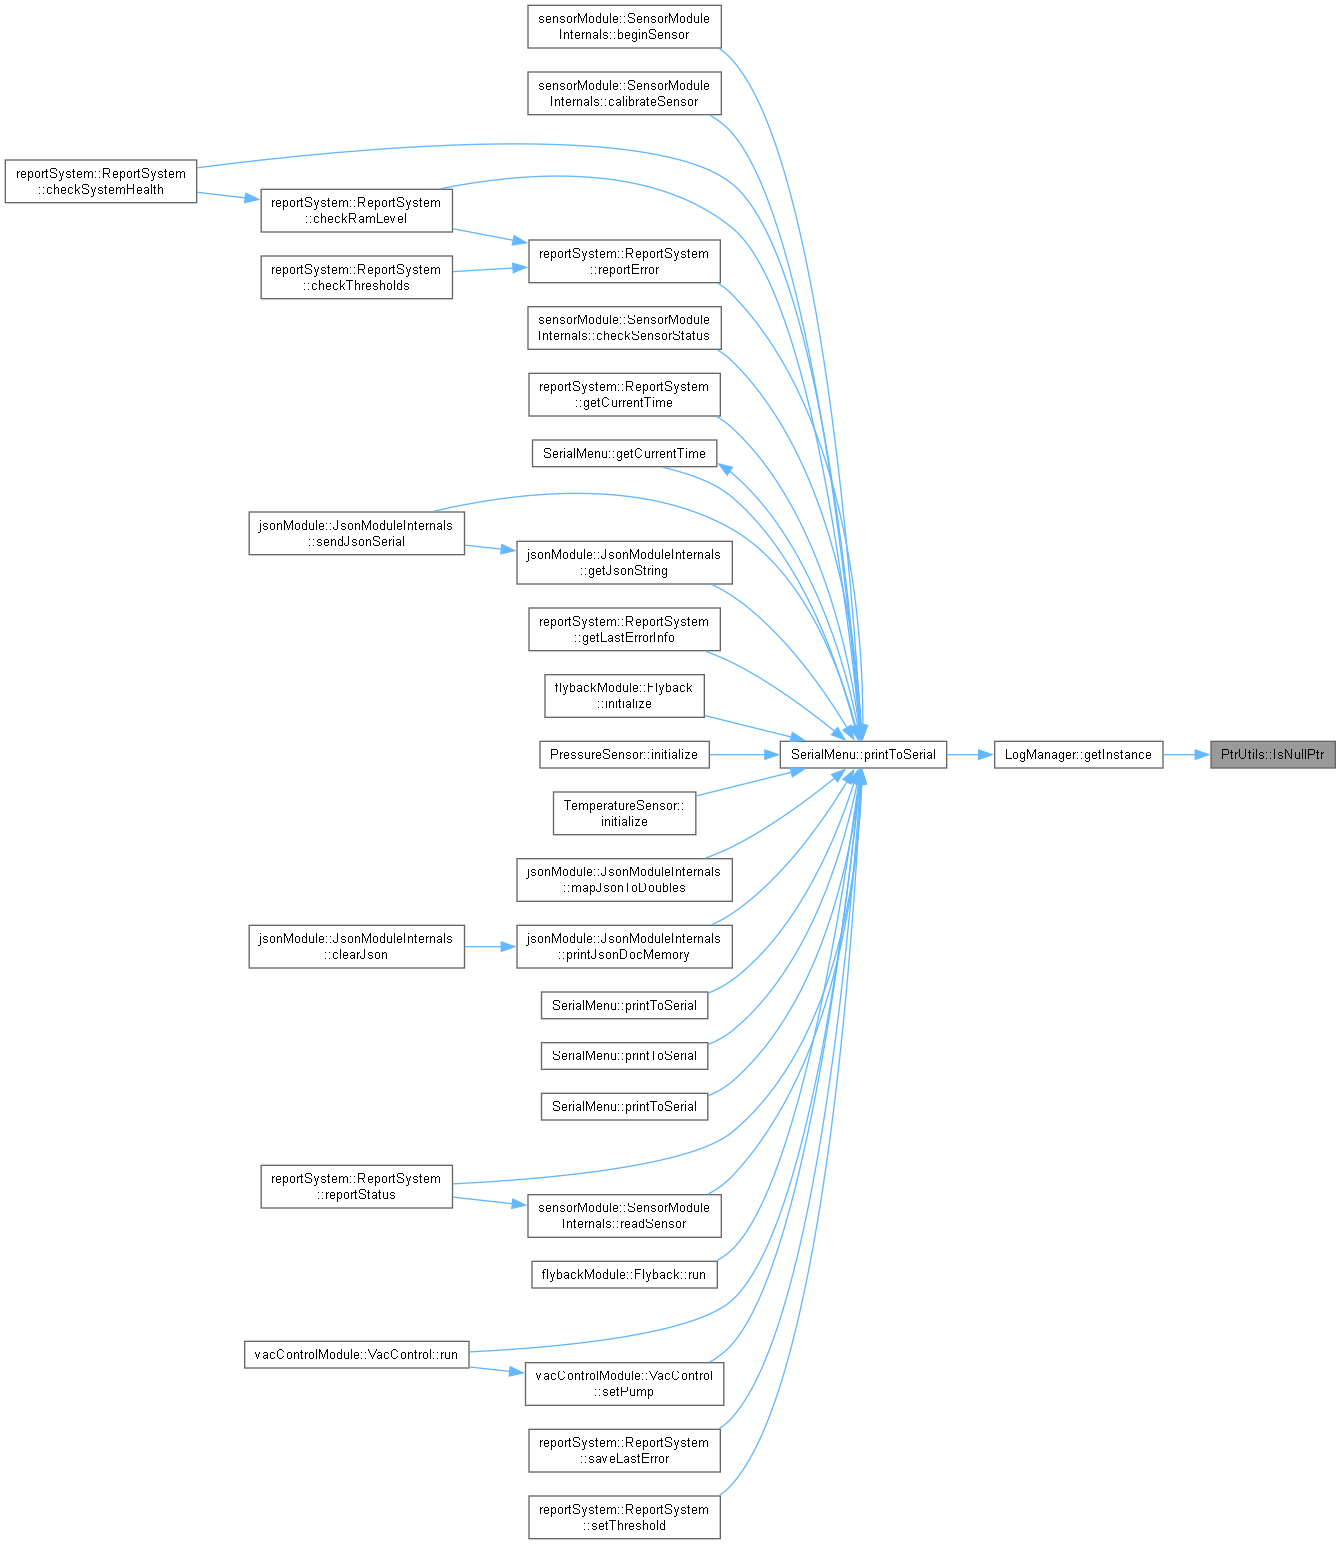 sensorModule::SensorModule
Internals::beginSensor
sensorModule::SensorModule
Internals::calibrateSensor
reportSystem::ReportSystem
::checkSystemHealth
reportSystem::ReportSystem
::checkRamLevel
reportSystem::ReportSystem
::reportError
reportSystem::ReportSystem
::checkThresholds
sensorModule::SensorModule
Internals::checkSensorStatus
reportSystem::ReportSystem
::getCurrentTime
SerialMenu::getCurrentTime
jsonModule::JsonModuleInternals
::sendJsonSerial
jsonModule::JsonModuleInternals
::getJsonString
reportSystem::ReportSystem
::getLastErrorInfo
flybackModule::Flyback
::initialize
PressureSensor::initialize
SerialMenu::printToSerial
LogManager::getInstance
PtrUtils::IsNullPtr
TemperatureSensor::
initialize
jsonModule::JsonModuleInternals
::mapJsonToDoubles
jsonModule::JsonModuleInternals
::clearJson
jsonModule::JsonModuleInternals
::printJsonDocMemory
SerialMenu::printToSerial
SerialMenu::printToSerial
SerialMenu::printToSerial
reportSystem::ReportSystem
::reportStatus
sensorModule::SensorModule
Internals::readSensor
flybackModule::Flyback::run
vacControlModule::VacControl::run
vacControlModule::VacControl
::setPump
reportSystem::ReportSystem
::saveLastError
reportSystem::ReportSystem
::setThreshold